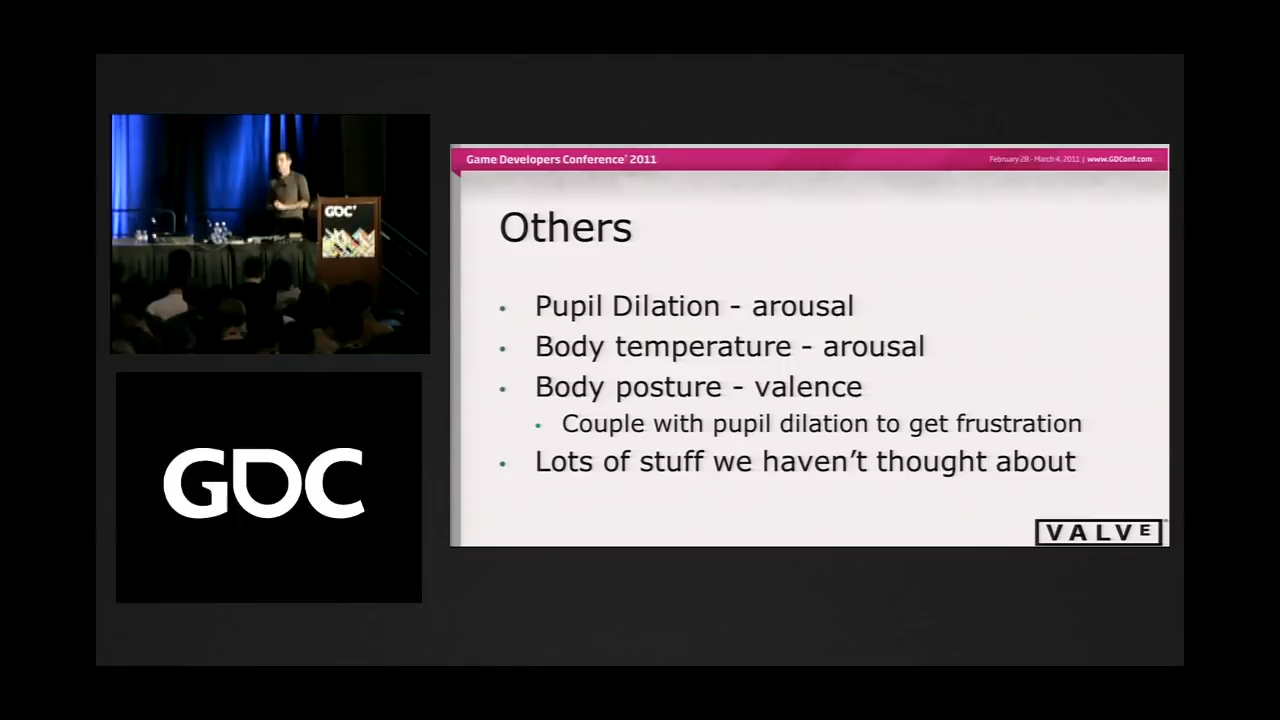 GDC
GDC
Game Developers Conference® 2011
February 28 - March 4, 2011 | www.GDConf.com
Others
• Pupil Dilation - arousal
• Body temperature - arousal
• Body posture - valence
• Couple with pupil dilation to get frustration
• Lots of stuff we haven't thought about
VALVE